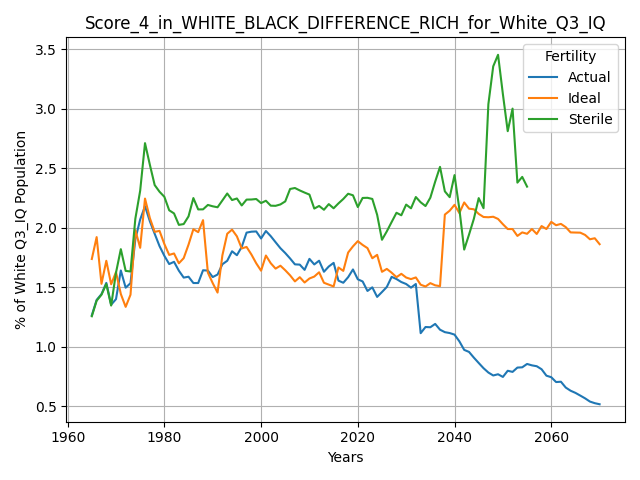 Score_4_in_WHITE_BLACK_DIFFERENCE_RICH_for_White_Q3_IQ
3.5
3.0
2.5
2.0
1.5
1.0
0.5
% of White Q3_IQ Population
Fertility
Actual
Ideal
Sterile
1960
1980
2000
2020
2040
2060
Years